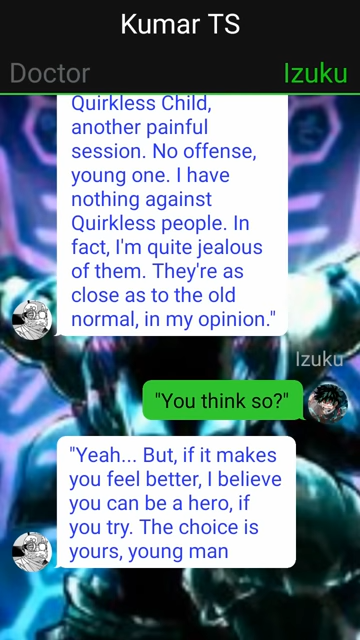 Kumar TS
Doctor Izuku
Quirkless Child,
another painful
session. No offense,
young one. I have
nothing against
Quirkless people. In
fact, I'm quite jealous
of them. They're as
close as to the old
normal, in my opinion."
Izuku
"You think so?"
"Yeah... But, if it makes
you feel better, I believe
you can be a hero, if
you try. The choice is
yours, young man